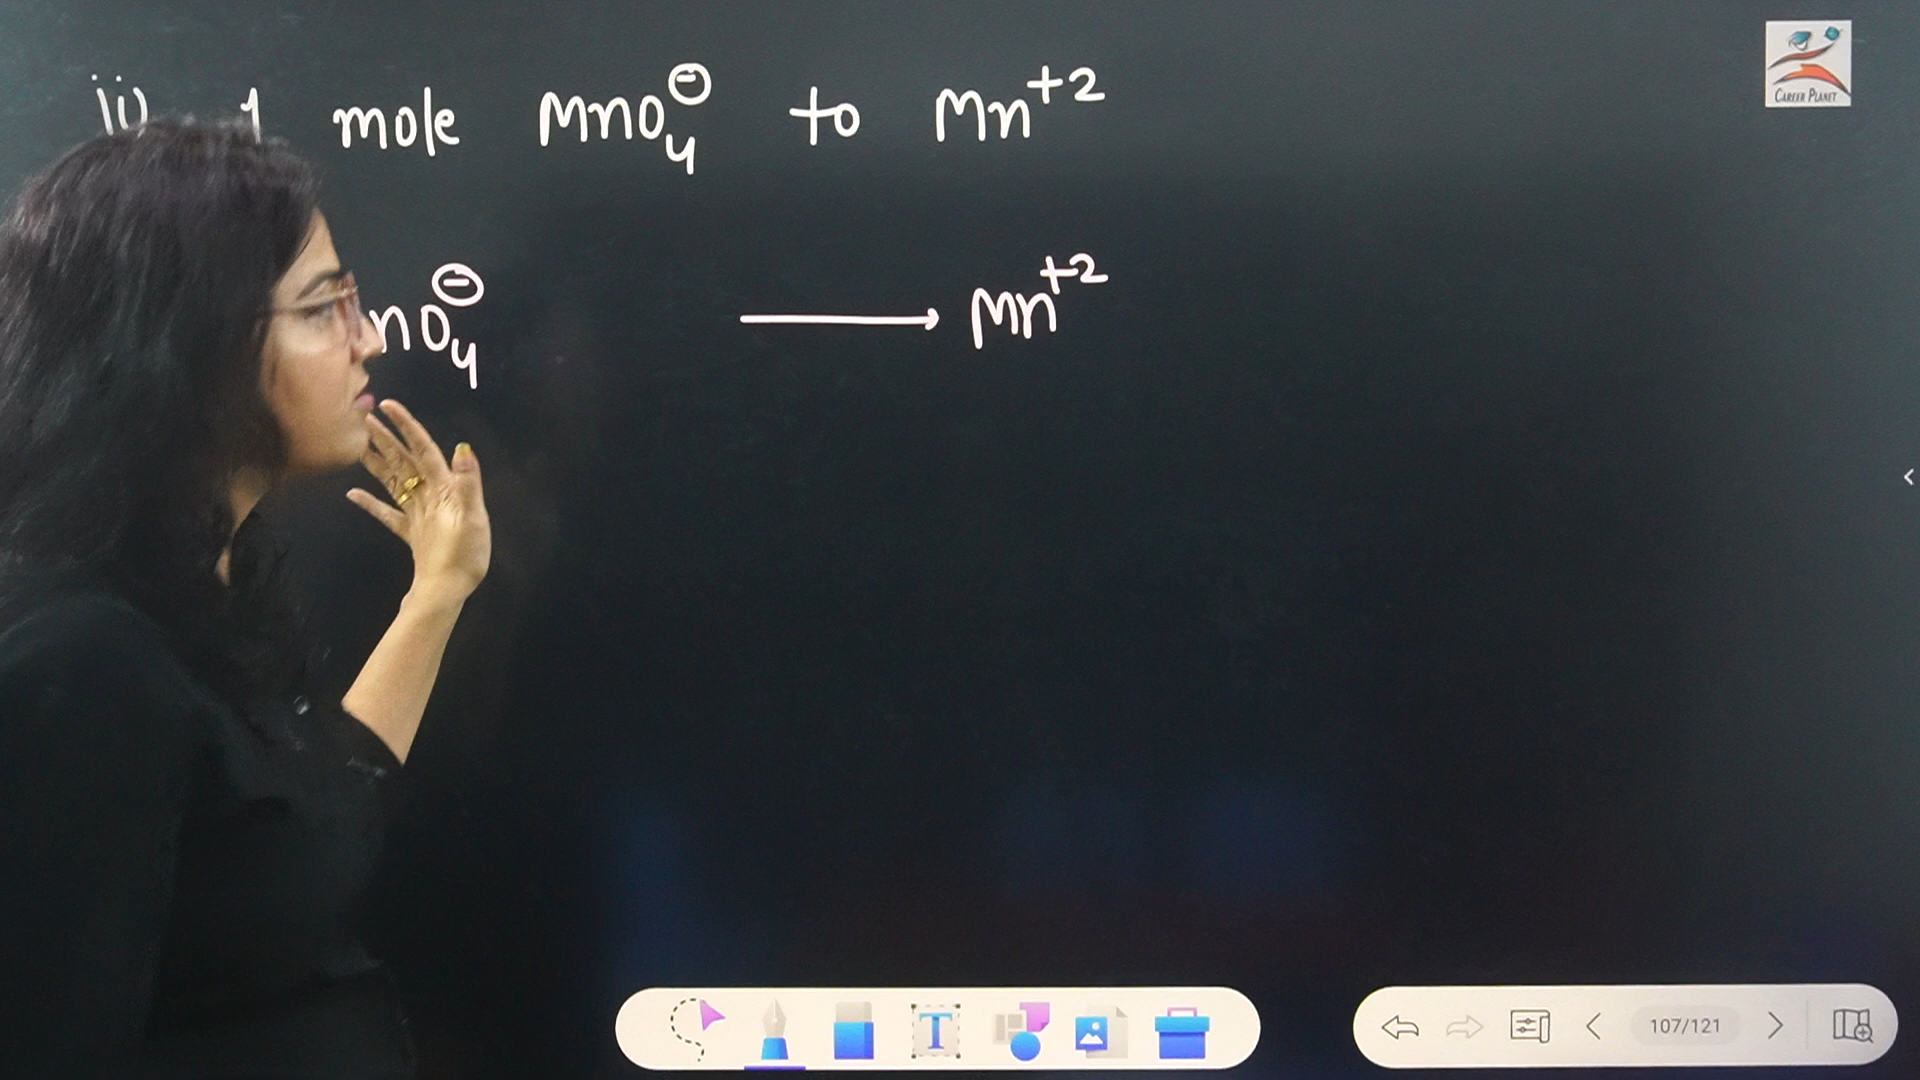 ii) 1 mole MnO₄⊖ to Mn⁺²
nO₄⊖ ⟶ Mn⁺²
CAREER PLANET
T
107/121